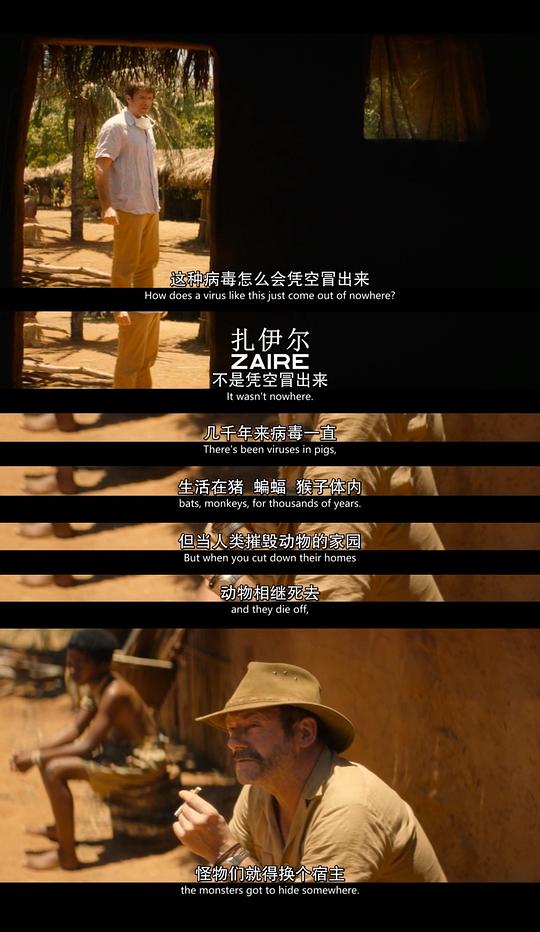 这种病毒怎么会凭空冒出来
How does a virus like this just come out of nowhere?
扎伊尔
ZAIRE
不是凭空冒出来
It wasn't nowhere.
几千年来病毒一直
There's been viruses in pigs,
生活在猪 蝙蝠 猴子体内
bats, monkeys, for thousands of years.
但当人类摧毁动物的家园
But when you cut down their homes
动物相继死去
and they die off,
怪物们就得换个宿主
the monsters got to hide somewhere.